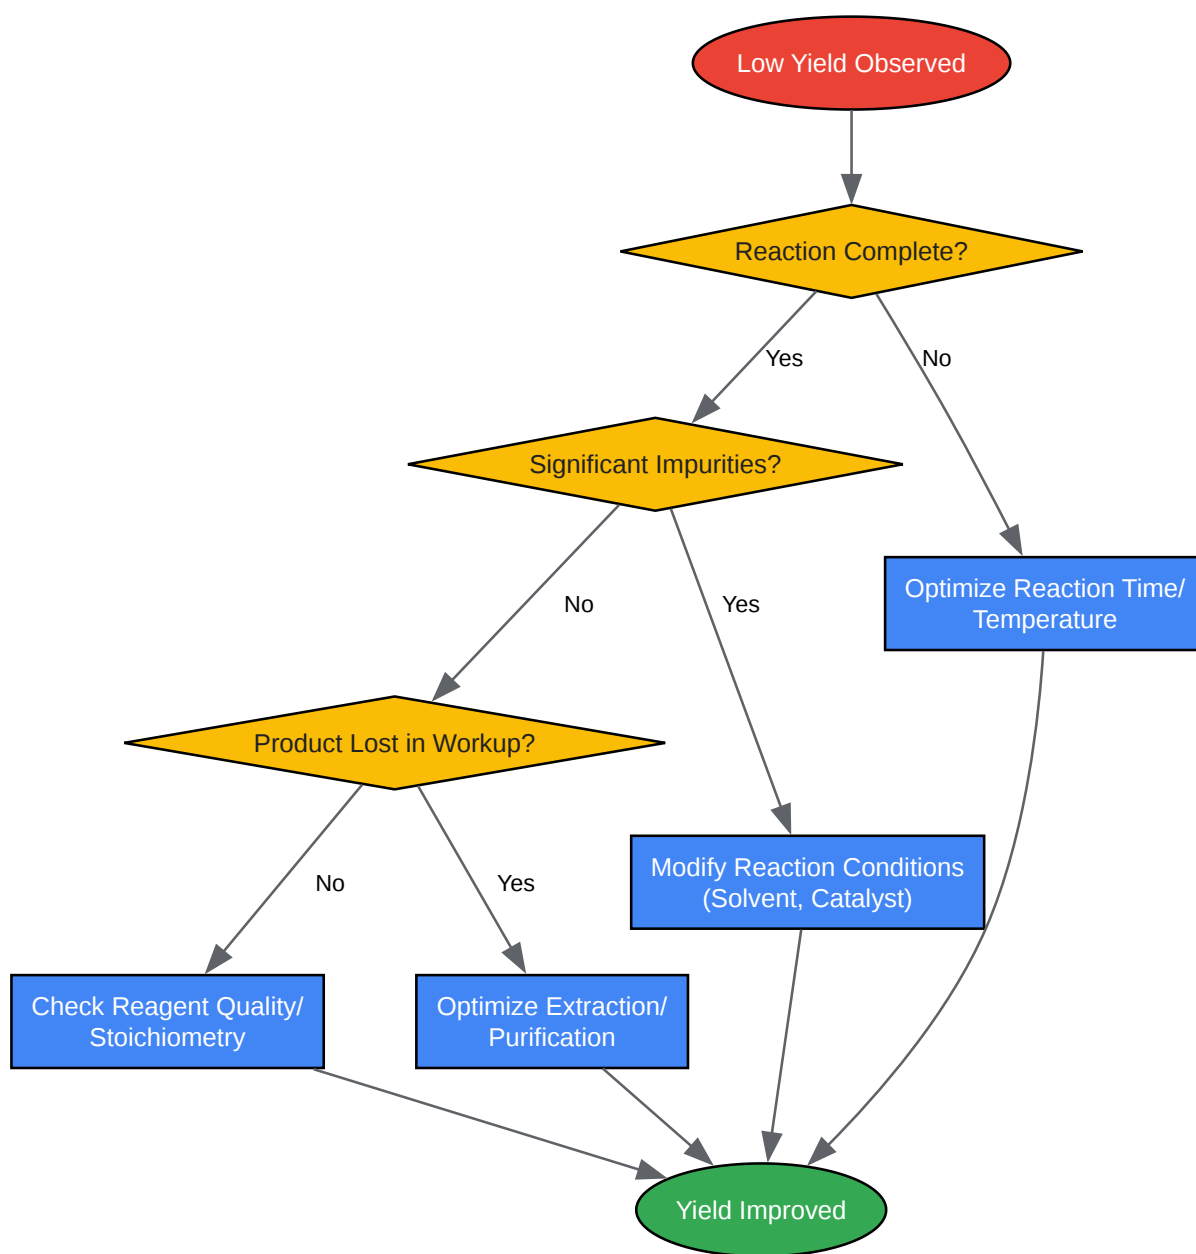 Low Yield Observed
Reaction Complete?
Yes
No
Significant Impurities?
Optimize Reaction Time/
Temperature
No
Yes
Product Lost in Workup?
Modify Reaction Conditions
(Solvent, Catalyst)
No
Yes
Check Reagent Quality/
Stoichiometry
Optimize Extraction/
Purification
Yield Improved